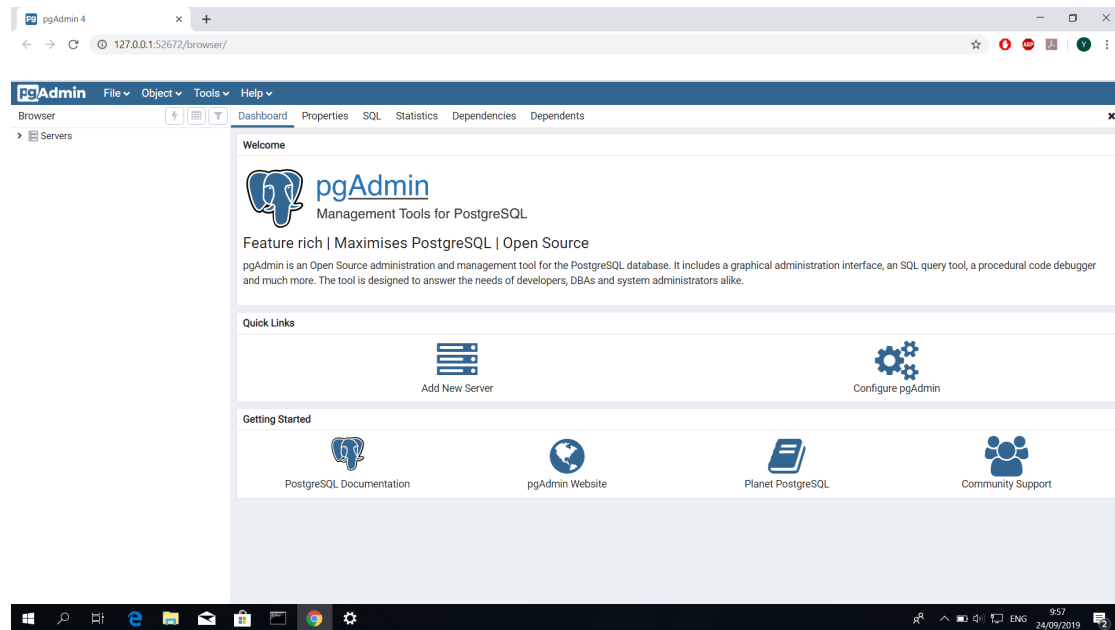 pgAdmin 4
127.0.0.1:52672/browser/
ABP
Y
pgAdmin File Object Tools Help
Browser
Dashboard Properties SQL Statistics Dependencies Dependents
Servers
Welcome
pgAdmin
Management Tools for PostgreSQL
Feature rich | Maximises PostgreSQL | Open Source
pgAdmin is an Open Source administration and management tool for the PostgreSQL database. It includes a graphical administration interface, an SQL query tool, a procedural code debugger
and much more. The tool is designed to answer the needs of developers, DBAs and system administrators alike.
Quick Links
Add New Server
Configure pgAdmin
Getting Started
PostgreSQL Documentation
pgAdmin Website
Planet PostgreSQL
Community Support
ENG
9:57
24/09/2019
2